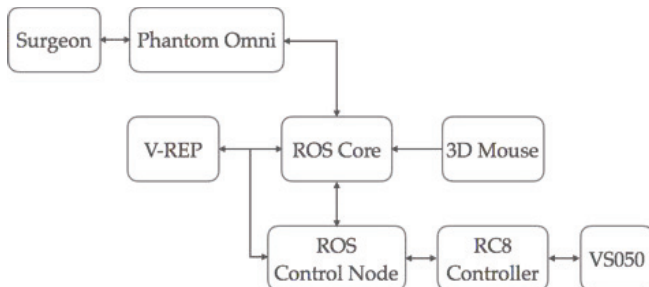 Surgeon
Phantom Omni
V-REP
ROS Core
3D Mouse
ROS
Control Node
RC8
Controller
VS050